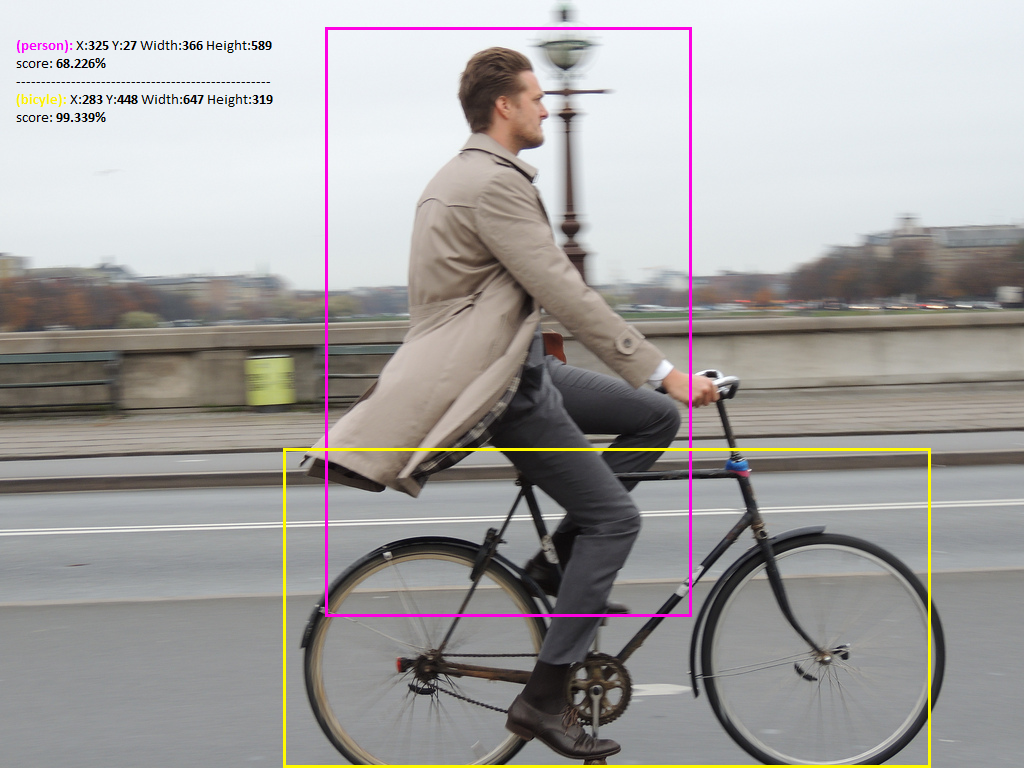 (person): X:325 Y:27 Width:366 Height:589
score: 68.226%
---------------------------------------------------
(bicyle): X:283 Y:448 Width:647 Height:319
score: 99.339%